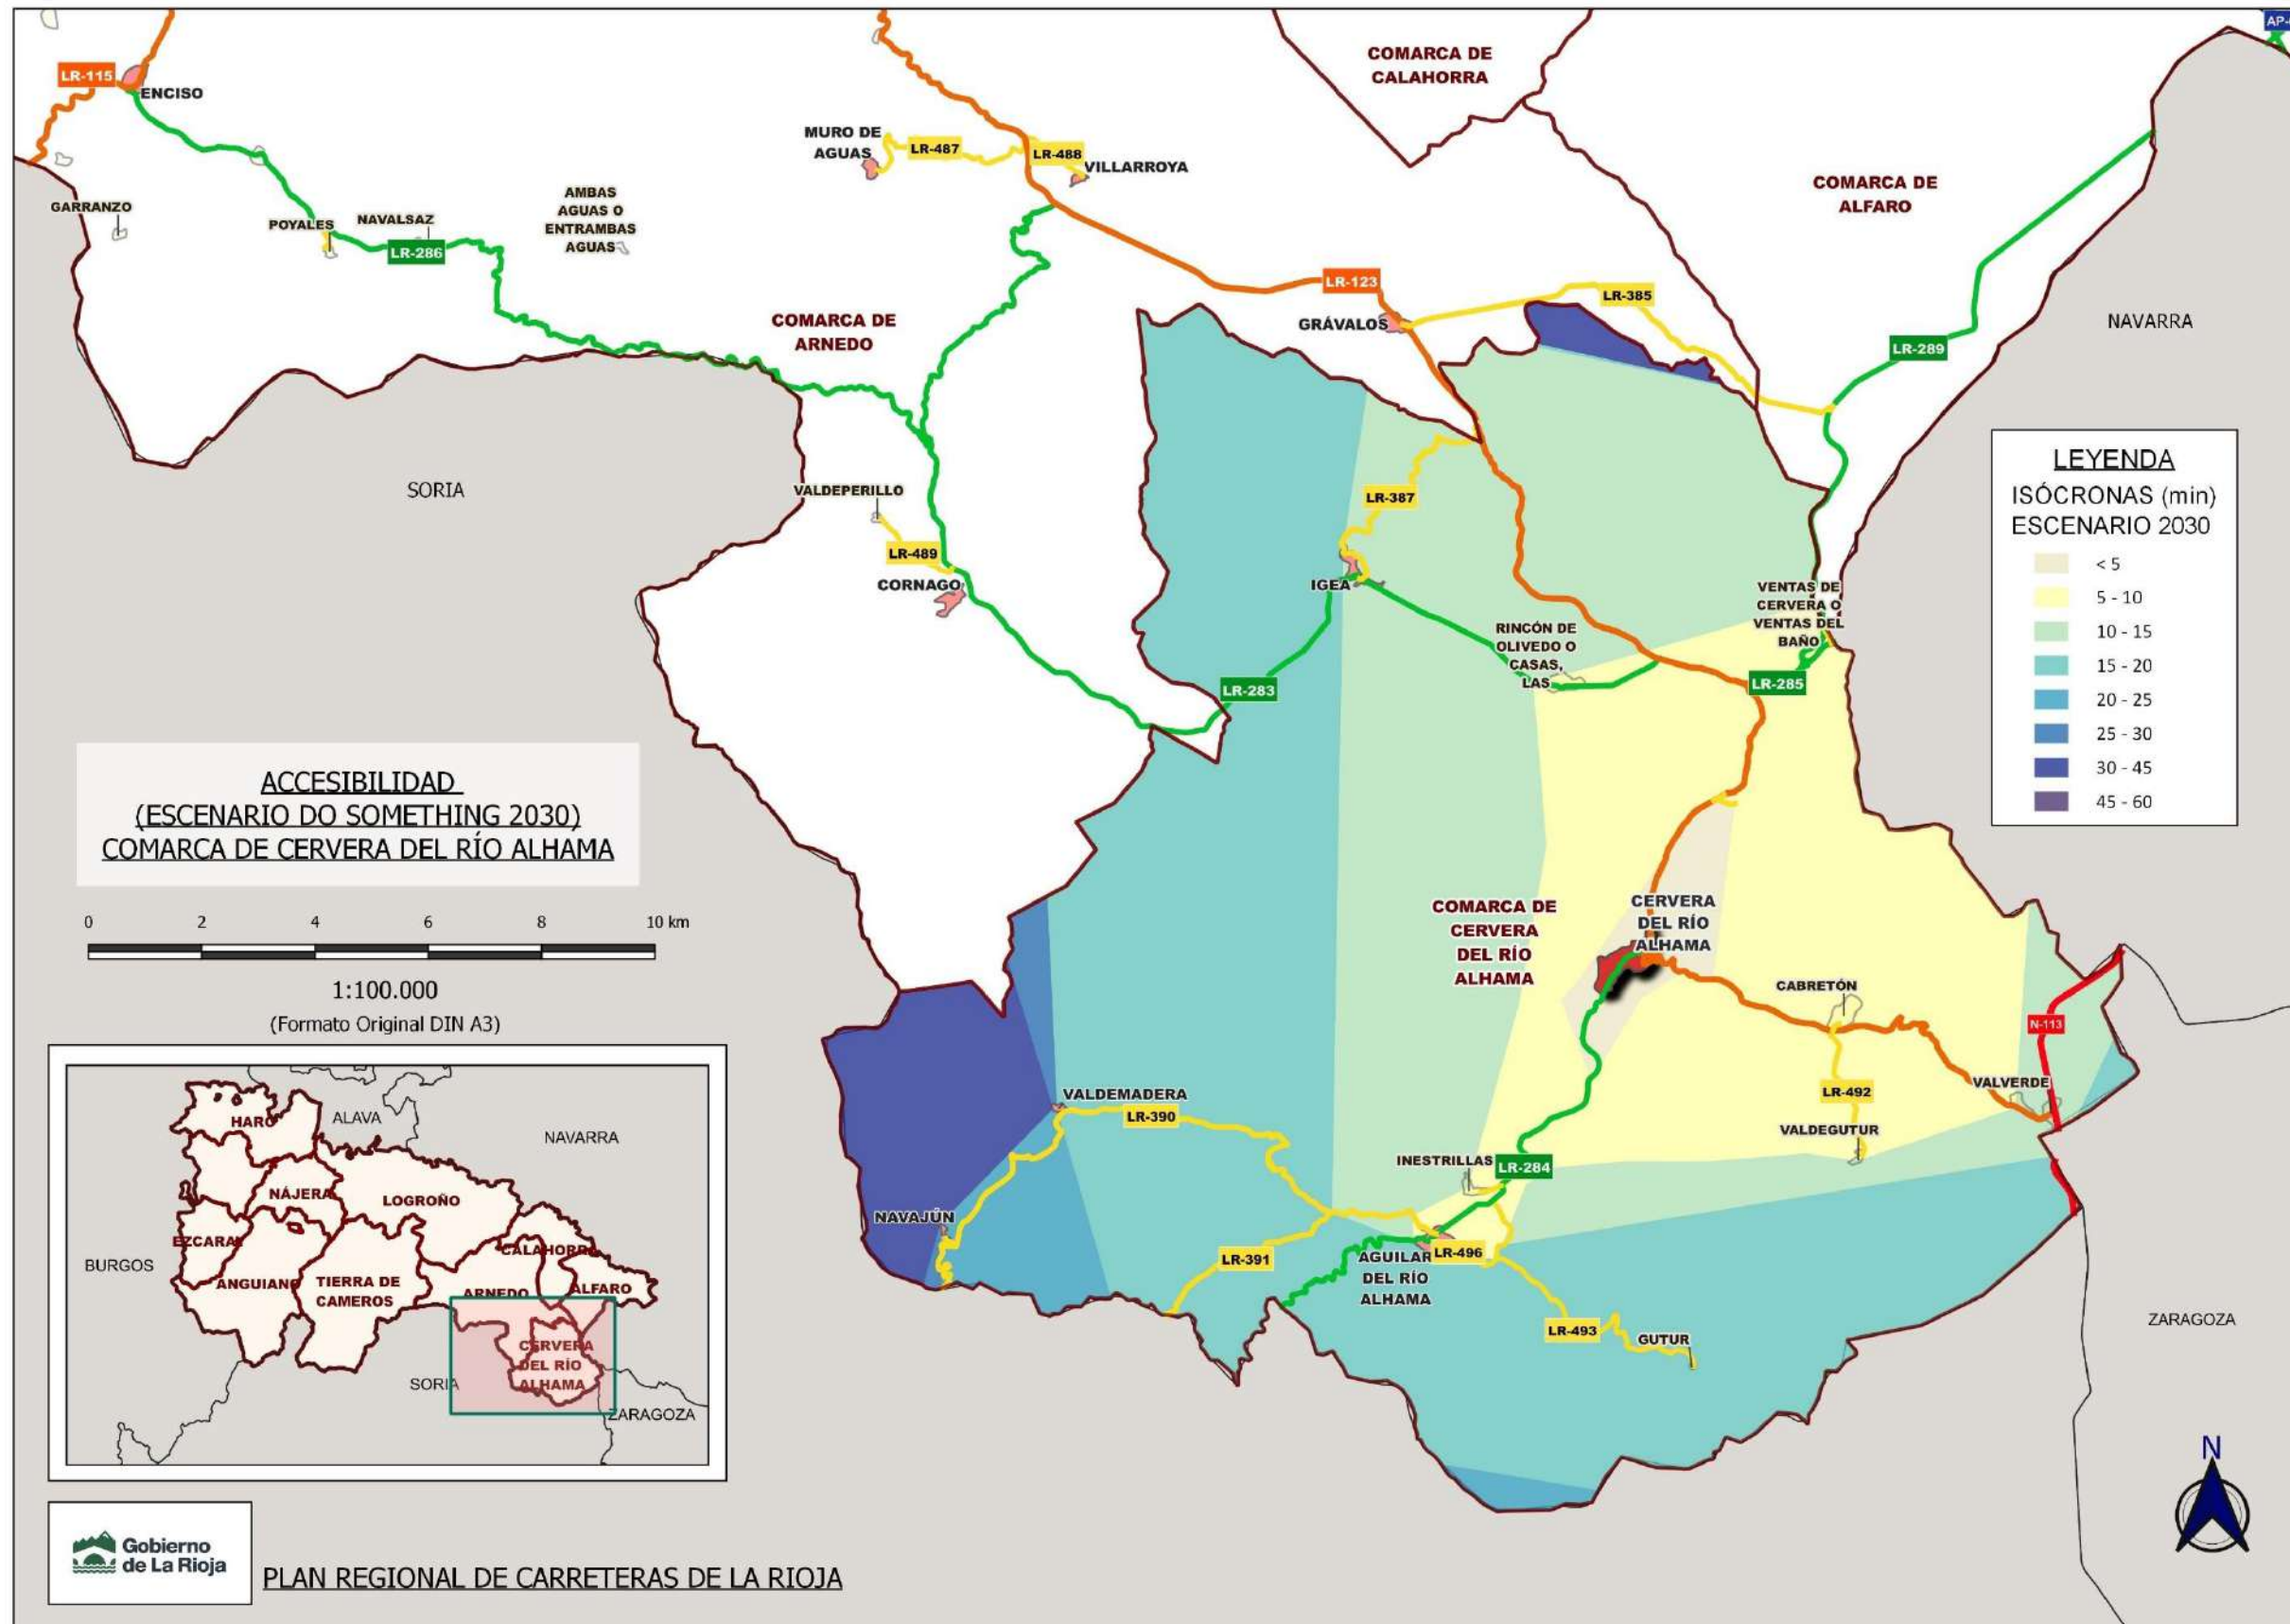 AP-
COMARCA DE
CALAHORRA
LR-115
ENCISO
MURO DE
AGUAS
LR-487
LR-488
VILLARROYA
COMARCA DE
ALFARO
GARRANZO
POYALES
NAVALSAZ
LR-286
AMBAS
AGUAS O
ENTRAMBAS
AGUAS
COMARCA DE
ARNEDO
LR-123
GRÁVALOS
LR-385
LR-289
NAVARRA
SORIA
VALDEPERILLO
LR-489
CORNAGO
LR-387
IGEA
RINCÓN DE
OLIVEDO O
CASAS,
LAS
VENTAS DE
CERVERA O
VENTAS DEL
BAÑO
LR-283
LR-285
LEYENDA
ISÓCRONAS (min)
ESCENARIO 2030
< 5
5 - 10
10 - 15
15 - 20
20 - 25
25 - 30
30 - 45
45 - 60
ACCESIBILIDAD
(ESCENARIO DO SOMETHING 2030)
COMARCA DE CERVERA DEL RÍO ALHAMA
0 2 4 6 8 10 km
1:100.000
(Formato Original DIN A3)
COMARCA DE
CERVERA
DEL RÍO
ALHAMA
CERVERA
DEL RÍO
ALHAMA
CABRETÓN
N-113
LR-492
VALVERDE
VALDEGUTUR
VALDEMADERA
LR-390
INESTRILLAS
LR-284
NAVAJÚN
LR-391
AGUILAR
DEL RÍO
ALHAMA
LR-496
LR-493
GUTUR
ZARAGOZA
HARO
ALAVA
NAVARRA
NÁJERA
LOGROÑO
EZCARAY
CALAHORRA
BURGOS
ANGUIANO
TIERRA DE
CAMEROS
ARNEDO
ALFARO
CERVERA
DEL RÍO
ALHAMA
SORIA
ZARAGOZA
N
Gobierno
de La Rioja
PLAN REGIONAL DE CARRETERAS DE LA RIOJA